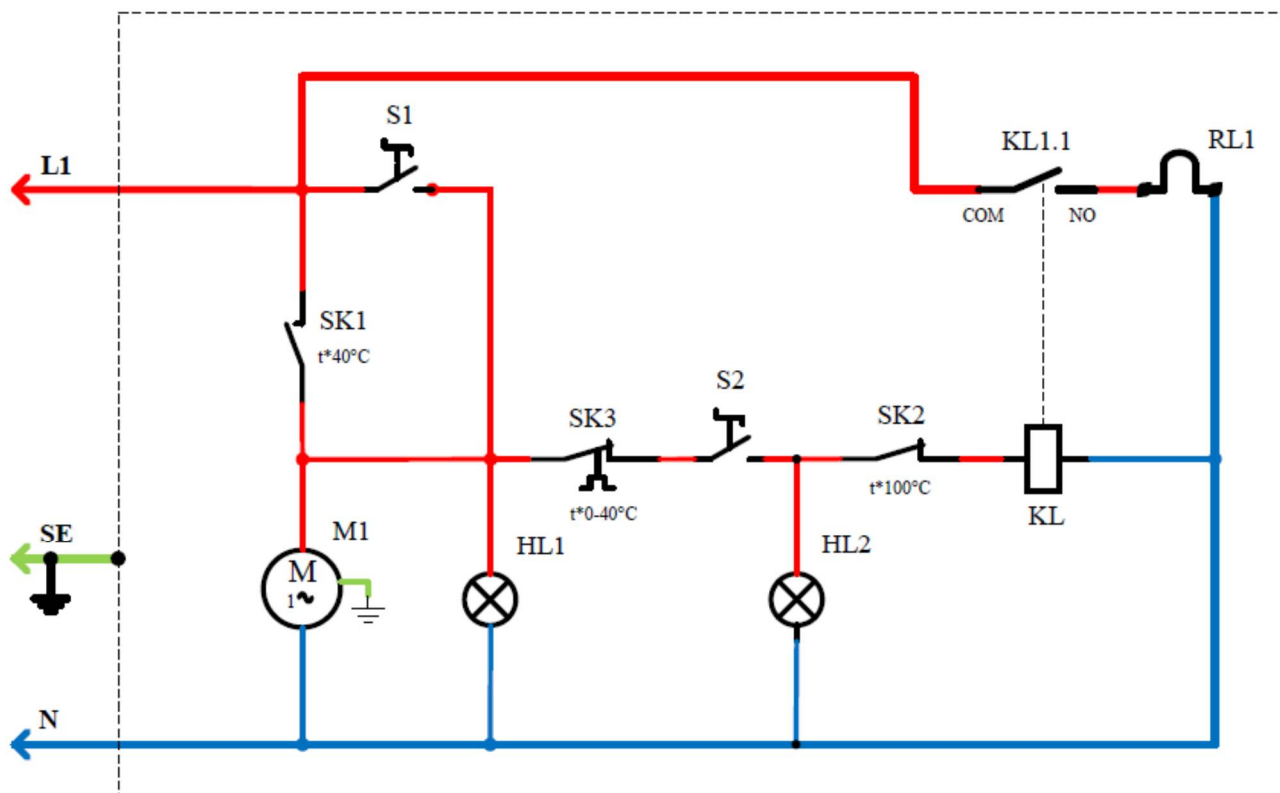 S1
KL1.1
RL1
L1
COM
NO
SK1
t*40°C
S2
SK3
SK2
t*0-40°C
t*100°C
KL
SE
M1
HL1
HL2
M
1~
N